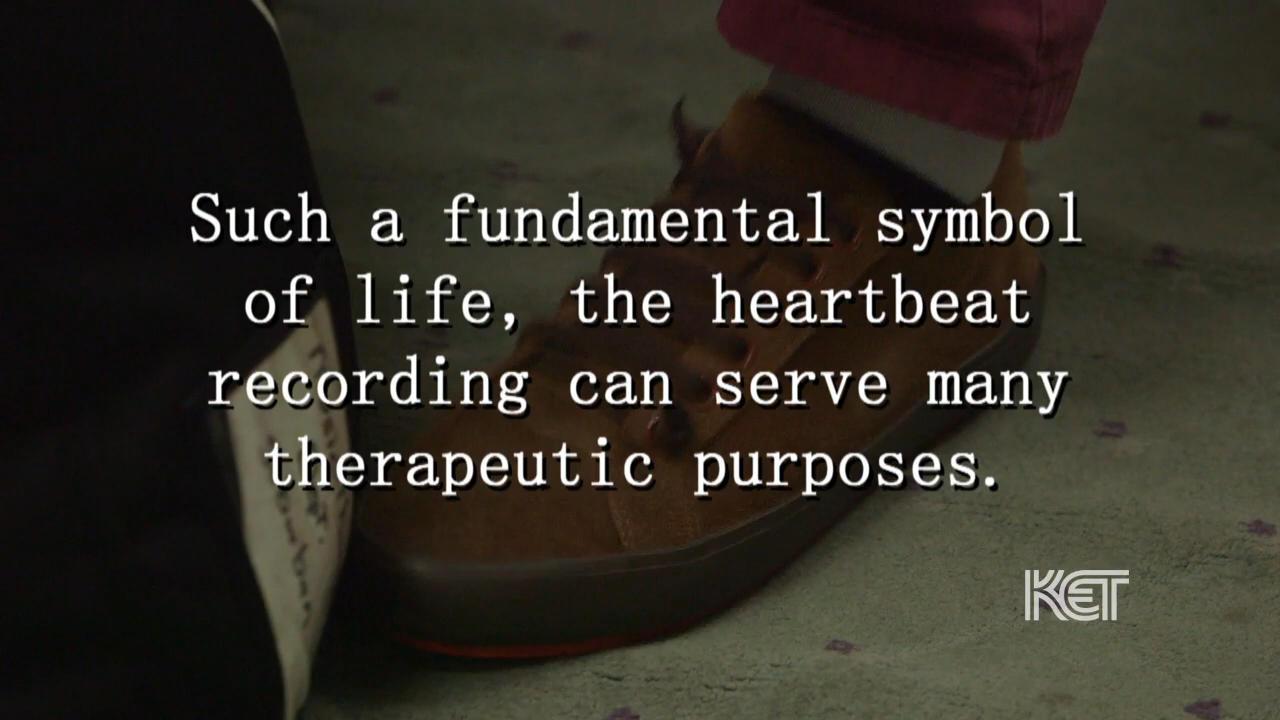 Such a fundamental symbol
of life, the heartbeat
recording can serve many
therapeutic purposes.
KET